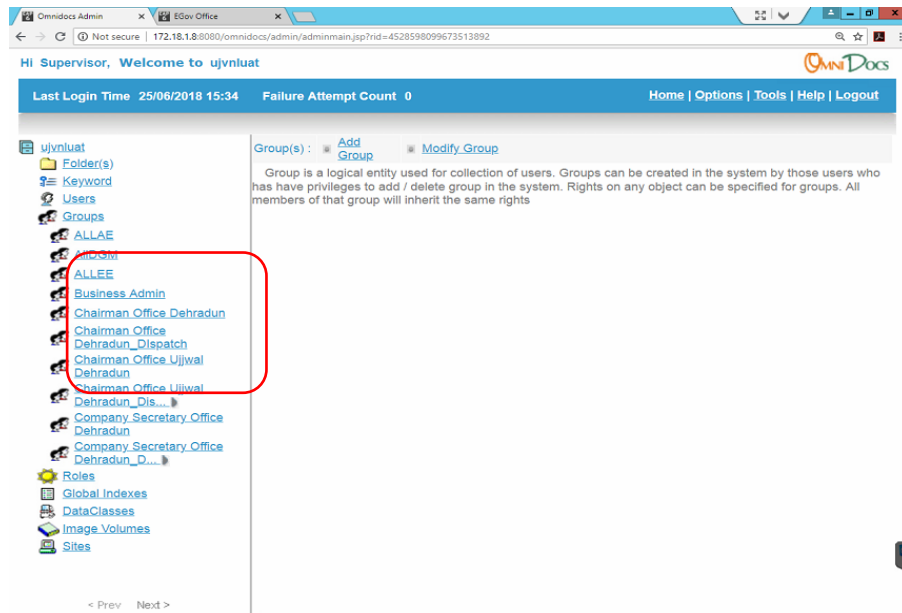 Omnidocs Admin
EGov Office
Not secure | 172.18.1.8:8080/omnidocs/admin/adminmain.jsp?rid=4528598099673513892
Hi Supervisor, Welcome to ujvnluat
OMNIDOCS
Last Login Time 25/06/2018 15:34 Failure Attempt Count 0
Home | Options | Tools | Help | Logout
ujvnluat
Folder(s)
Keyword
Users
Groups
ALLAE
AllDGM
ALLEE
Business Admin
Chairman Office Dehradun
Chairman Office
Dehradun_DIspatch
Chairman Office Ujjwal
Dehradun
Chairman Office Ujjwal
Dehradun_Dis...
Company Secretary Office
Dehradun
Company Secretary Office
Dehradun_D...
Roles
Global Indexes
DataClasses
Image Volumes
Sites
< Prev Next >
Group(s) : Add
Group
Modify Group
Group is a logical entity used for collection of users. Groups can be created in the system by those users who
has have privileges to add / delete group in the system. Rights on any object can be specified for groups. All
members of that group will inherit the same rights